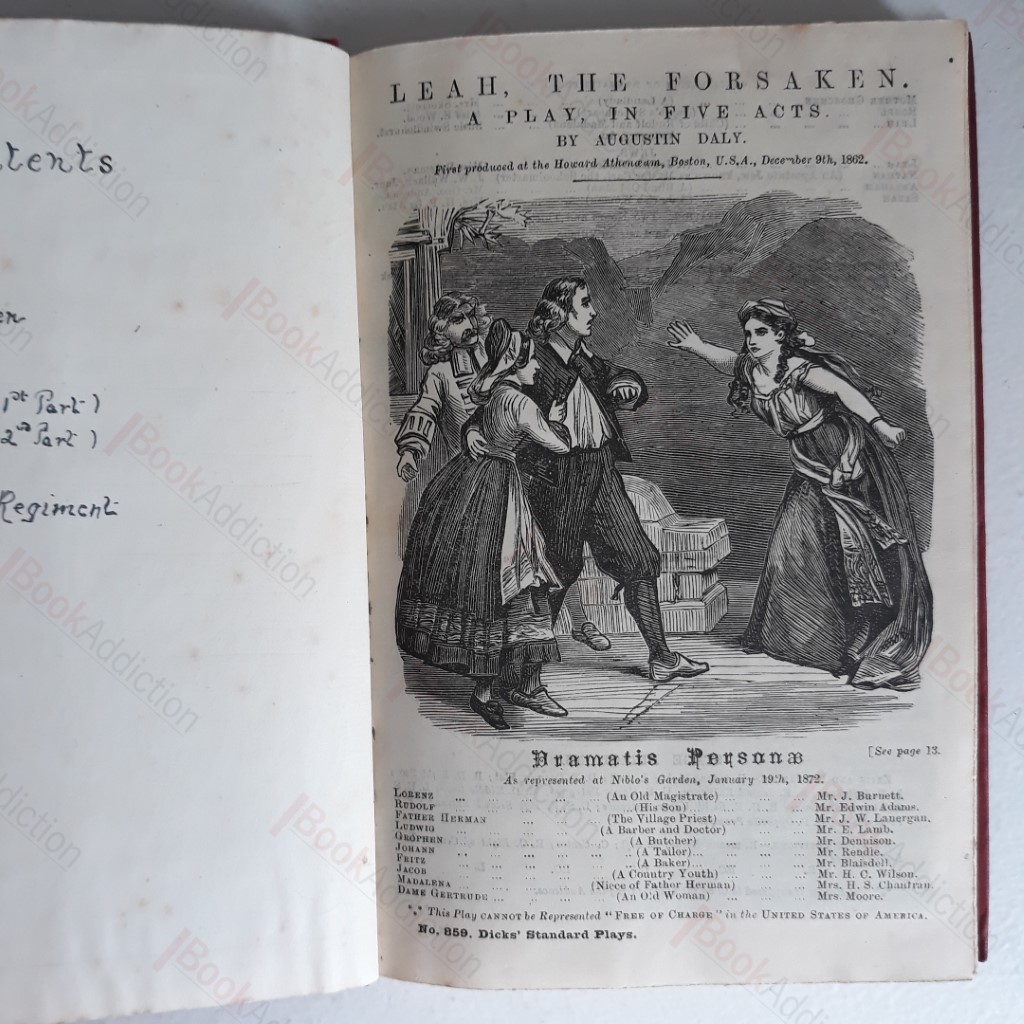 tents
en
1st Part)
2nd Part)
Regiment
LEAH, THE FORSAKEN.
A PLAY, IN FIVE ACTS.
BY AUGUSTIN DALY.
First produced at the Howard Athenæum, Boston, U.S.A., December 9th, 1862.
[See page 13.
Dramatis Personæ
As represented at Niblo's Garden, January 19th, 1872.
LORENZ ... ... ... ... (An Old Magistrate) ... ... ... Mr. J. Burnett.
RUDOLF ... ... ... ... (His Son) ... ... ... Mr. Edwin Adams.
FATHER HERMAN ... ... ... (The Village Priest) ... ... ... Mr. J. W. Lanergan.
LUDWIG ... ... ... (A Barber and Doctor) ... ... Mr. E. Lamb.
GROPHEN ... ... ... ... (A Butcher) ... ... ... Mr. Dennison.
JOHANN ... ... ... ... (A Tailor) ... ... ... Mr. Rendle.
FRITZ ... ... ... ... (A Baker) ... ... ... Mr. Blaisdell.
JACOB ... ... ... ... (A Country Youth) ... ... ... Mr. H. C. Wilson.
MADALENA ... ... ... (Niece of Father Herman) ... ... Mrs. H. S. Chanfrau.
DAME GERTRUDE ... ... ... (An Old Woman) ... ... ... Mrs. Moore.
*** This Play CANNOT be Represented "FREE OF CHARGE" in the UNITED STATES OF AMERICA.
No. 859. Dicks' Standard Plays.
BookAddiction